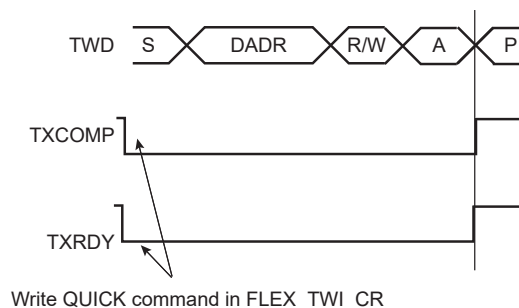 TWD S DADR R/W A P
TXCOMP
TXRDY
Write QUICK command in FLEX_TWI_CR